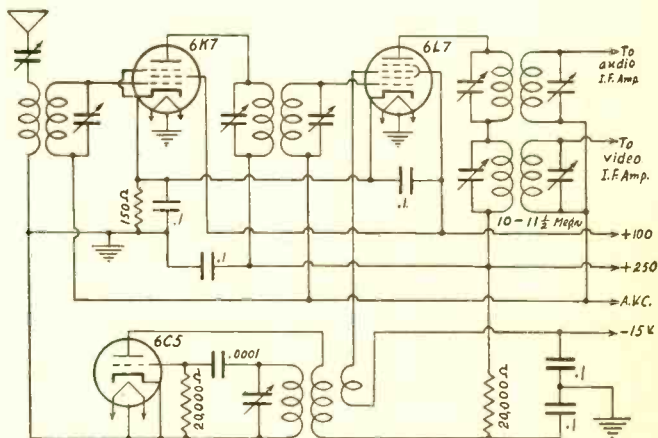 6K7
6L7
To
audio
I.F. Amp.
To
video
I.F. Amp.
150Ω
.1
.1
.1
10-11½ Meg~
+100
+250
A.V.C.
-15V.
6C5
.0001
20,000Ω
20,000Ω
.1
.1